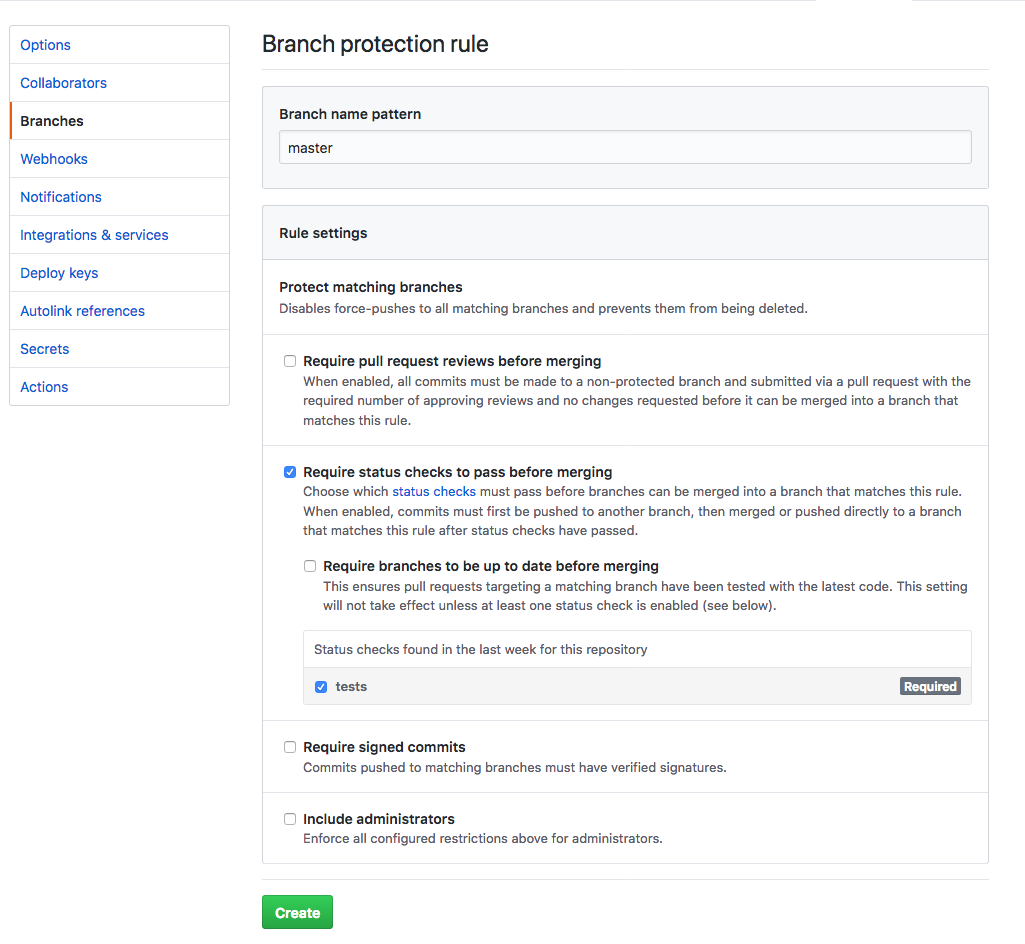 Options
Collaborators
Branches
Webhooks
Notifications
Integrations & services
Deploy keys
Autolink references
Secrets
Actions
Branch protection rule
Branch name pattern
master
Rule settings
Protect matching branches
Disables force-pushes to all matching branches and prevents them from being deleted.
Require pull request reviews before merging
When enabled, all commits must be made to a non-protected branch and submitted via a pull request with the
required number of approving reviews and no changes requested before it can be merged into a branch that
matches this rule.
Require status checks to pass before merging
Choose which status checks must pass before branches can be merged into a branch that matches this rule.
When enabled, commits must first be pushed to another branch, then merged or pushed directly to a branch
that matches this rule after status checks have passed.
Require branches to be up to date before merging
This ensures pull requests targeting a matching branch have been tested with the latest code. This setting
will not take effect unless at least one status check is enabled (see below).
Status checks found in the last week for this repository
tests Required
Require signed commits
Commits pushed to matching branches must have verified signatures.
Include administrators
Enforce all configured restrictions above for administrators.
Create